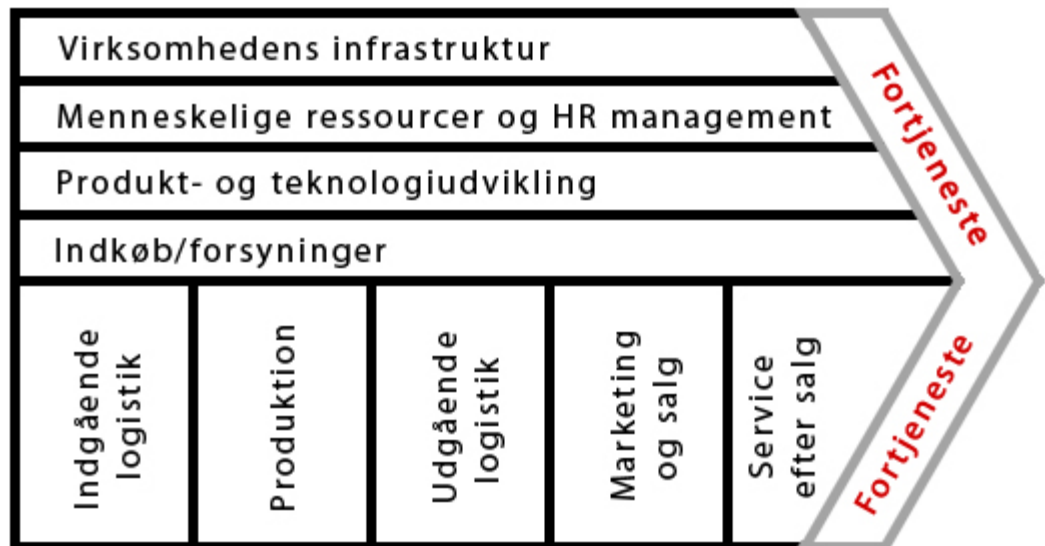 Virksomhedens infrastruktur
Menneskelige ressourcer og HR management
Produkt- og teknologiudvikling
Indkøb/forsyninger
Indgående
logistik
Produktion
Udgående
logistik
Marketing
og salg
Service
efter salg
Fortjeneste
Fortjeneste